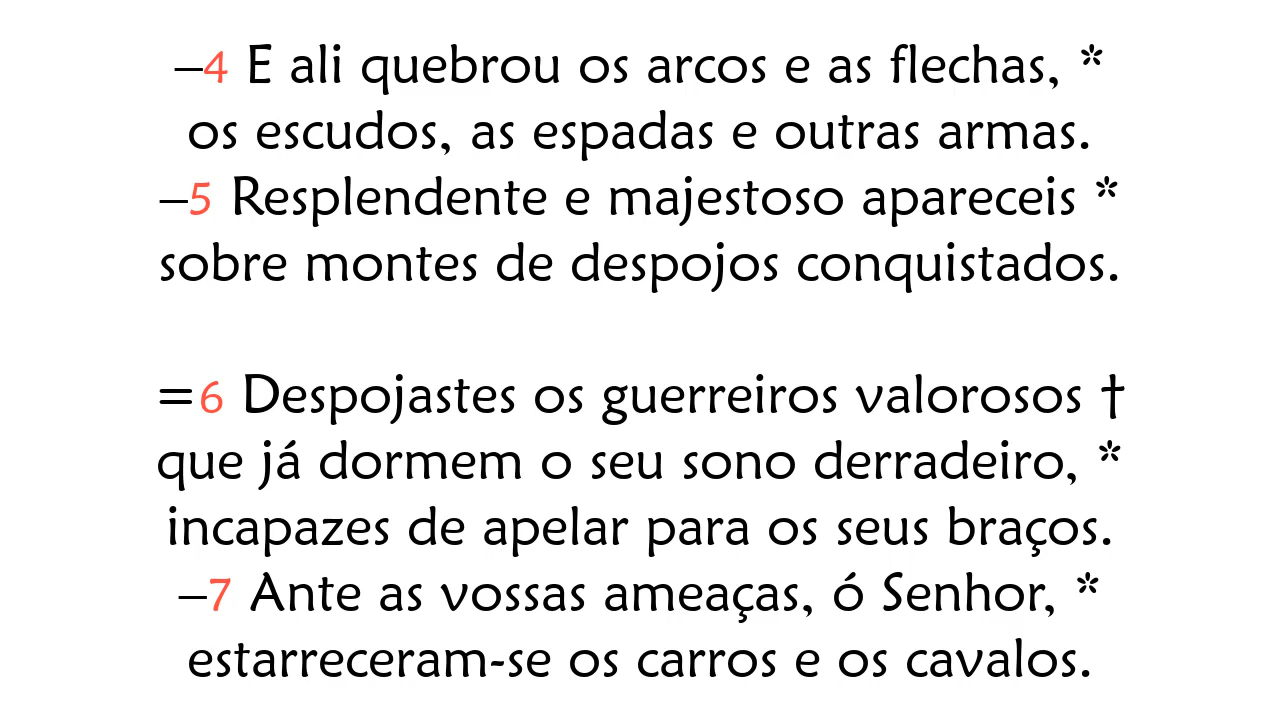 –4 E ali quebrou os arcos e as flechas, *
os escudos, as espadas e outras armas.
–5 Resplendente e majestoso apareceis *
sobre montes de despojos conquistados.
=6 Despojastes os guerreiros valorosos †
que já dormem o seu sono derradeiro, *
incapazes de apelar para os seus braços.
–7 Ante as vossas ameaças, ó Senhor, *
estarreceram-se os carros e os cavalos.